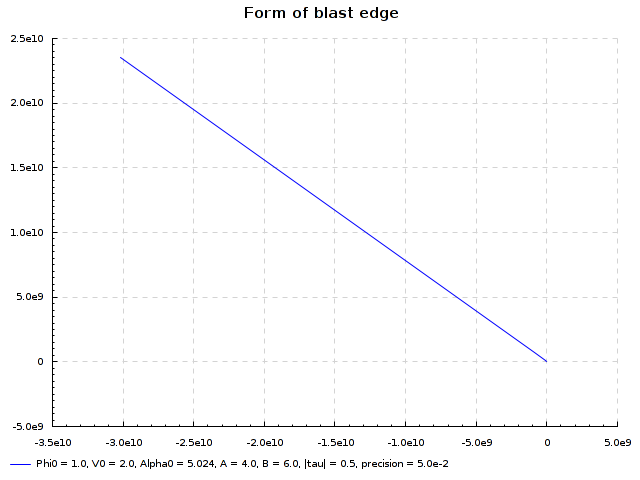 Form of blast edge
2.5e10
2.0e10
1.5e10
1.0e10
5.0e9
0
-5.0e9
-3.5e10 -3.0e10 -2.5e10 -2.0e10 -1.5e10 -1.0e10 -5.0e9 0 5.0e9
Phi0 = 1.0, V0 = 2.0, Alpha0 = 5.024, A = 4.0, B = 6.0, |tau| = 0.5, precision = 5.0e-2